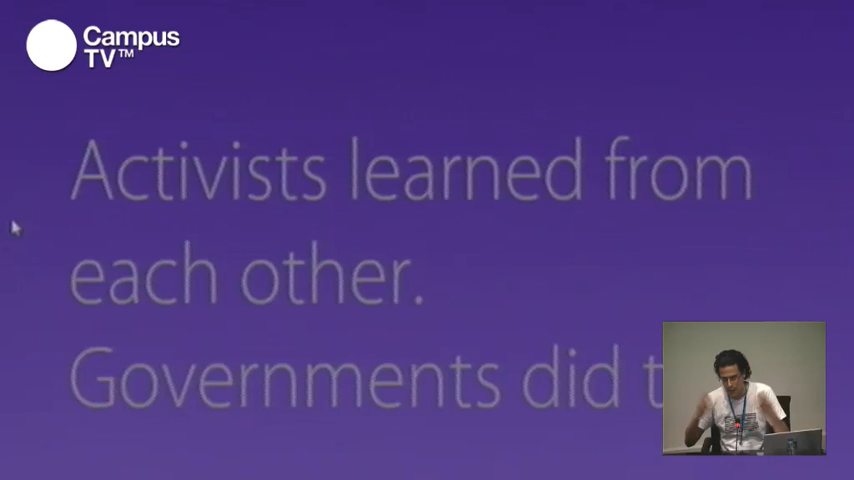 Campus
TV™
Activists learned from
each other.
Governments did